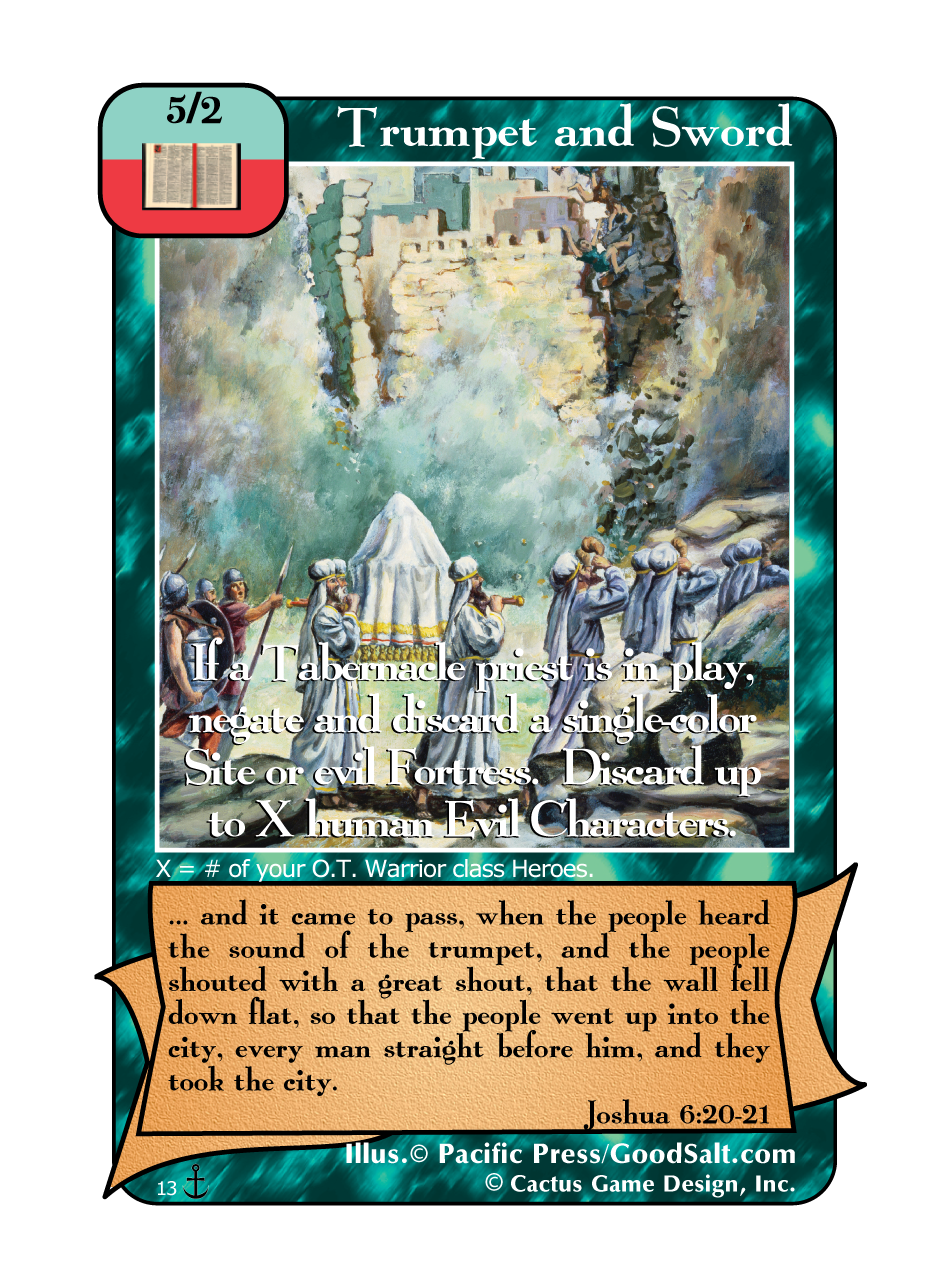 5/2
Trumpet and Sword
If a Tabernacle priest is in play,
negate and discard a single-color
Site or evil Fortress.  Discard up
to X human Evil Characters.
X = # of your O.T. Warrior class Heroes.
... and it came to pass, when the people heard
the sound of the trumpet, and the people
shouted with a great shout, that the wall fell
down flat, so that the people went up into the
city, every man straight before him, and they
took the city.
Joshua 6:20-21
Illus.© Pacific Press/GoodSalt.com
13
© Cactus Game Design, Inc.